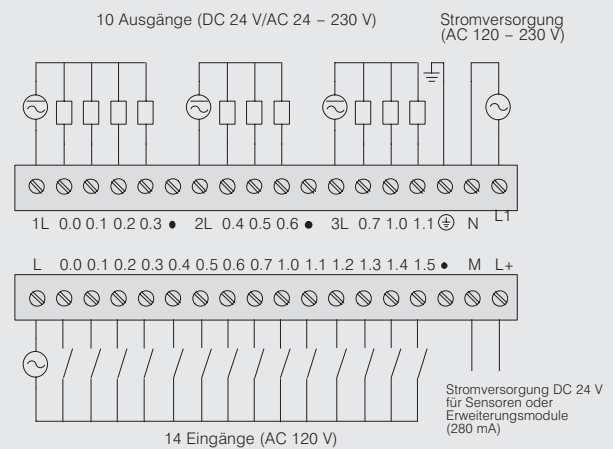 10 Ausgänge (DC 24 V/AC 24 – 230 V)
Stromversorgung
(AC 120 – 230 V)
1L 0.0 0.1 0.2 0.3 • 2L 0.4 0.5 0.6 • 3L 0.7 1.0 1.1 N L1
L 0.0 0.1 0.2 0.3 0.4 0.5 0.6 0.7 1.0 1.1 1.2 1.3 1.4 1.5 • M L+
Stromversorgung DC 24 V
für Sensoren oder
Erweiterungsmodule
(280 mA)
14 Eingänge (AC 120 V)